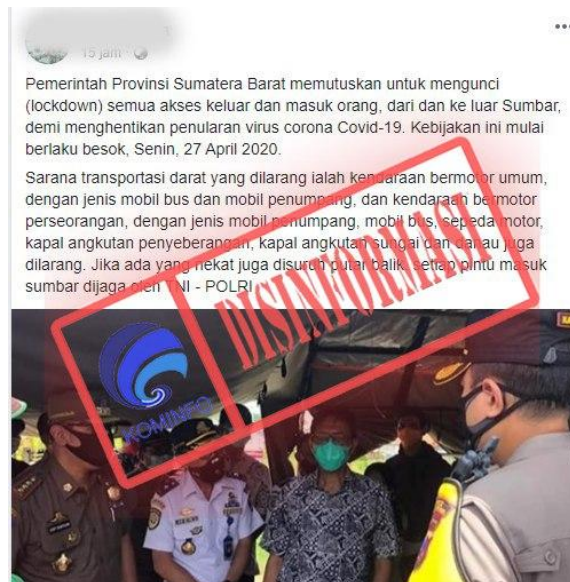 15 jam
Pemerintah Provinsi Sumatera Barat memutuskan untuk mengunci
(lockdown) semua akses keluar dan masuk orang, dari dan ke luar Sumbar,
demi menghentikan penularan virus corona Covid-19. Kebijakan ini mulai
berlaku besok, Senin, 27 April 2020.
Sarana transportasi darat yang dilarang ialah kendaraan bermotor umum,
dengan jenis mobil bus dan mobil penumpang, dan kendaraan bermotor
perseorangan, dengan jenis mobil penumpang, mobil bus, sepeda motor,
kapal angkutan penyeberangan, kapal angkutan sungai dan danau juga
dilarang. Jika ada yang nekat juga disuruh putar balik, setiap pintu masuk
sumbar dijaga oleh TNI - POLRI
DISINFORMASI
KOMINFO